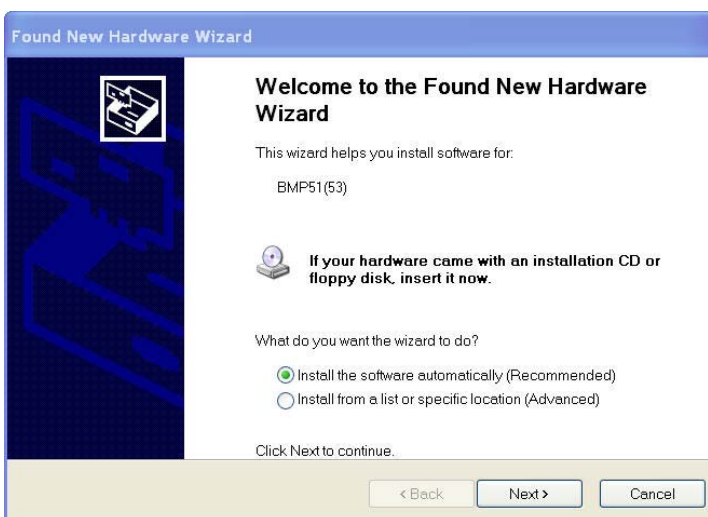 Found New Hardware Wizard
Welcome to the Found New Hardware
Wizard
This wizard helps you install software for:
BMP51(53)
If your hardware came with an installation CD or
floppy disk, insert it now.
What do you want the wizard to do?
Install the software automatically (Recommended)
Install from a list or specific location (Advanced)
Click Next to continue.
< Back Next > Cancel